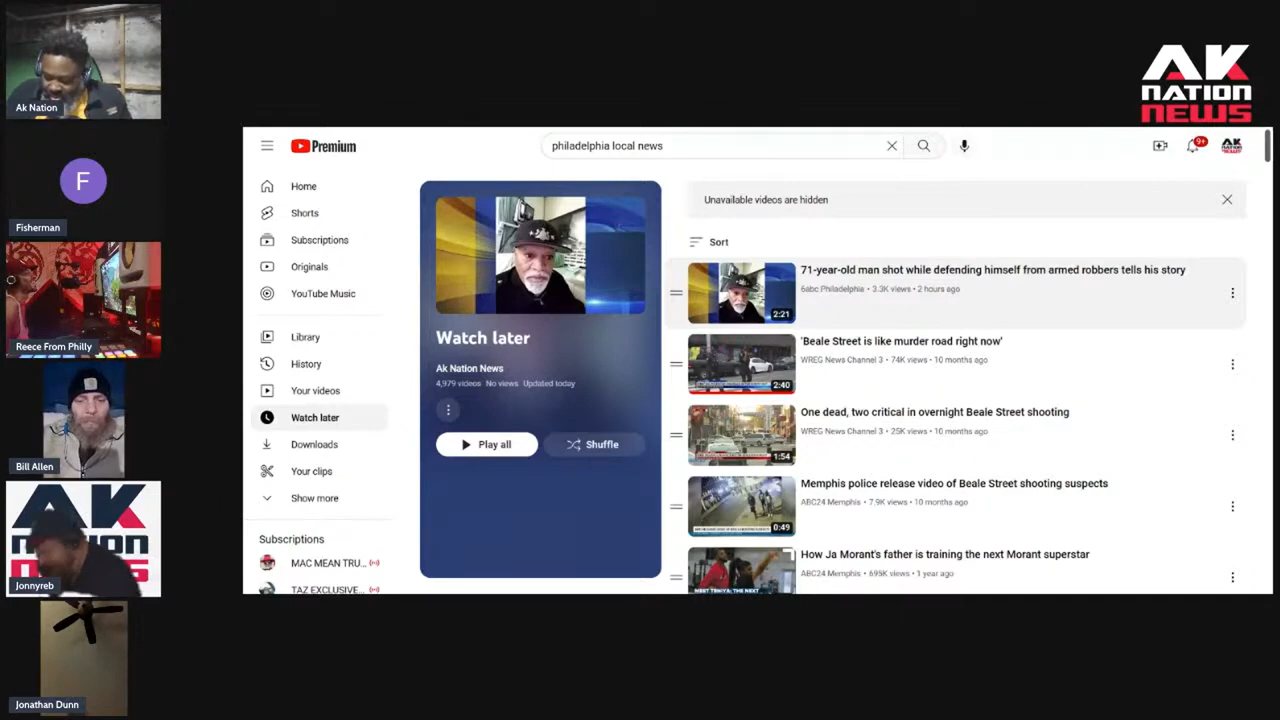 Ak Nation
F
Fisherman
Reece From Philly
Bill Allen
AK
Jonnyreb
Jonathan Dunn
AK
NATION
NEWS
Premium
philadelphia local news
9+
Home
Shorts
Subscriptions
Originals
YouTube Music
Library
History
Your videos
Watch later
Downloads
Your clips
Show more
Subscriptions
MAC MEAN TRU...
TAZ EXCLUSIVE...
Watch later
Ak Nation News
4,979 videos No views Updated today
Play all
Shuffle
Unavailable videos are hidden
Sort
71-year-old man shot while defending himself from armed robbers tells his story
6abc Philadelphia • 3.3K views • 2 hours ago
2:21
'Beale Street is like murder road right now'
WREG News Channel 3 • 74K views • 10 months ago
2:40
One dead, two critical in overnight Beale Street shooting
WREG News Channel 3 • 25K views • 10 months ago
1:54
Memphis police release video of Beale Street shooting suspects
ABC24 Memphis • 7.9K views • 10 months ago
0:49
How Ja Morant's father is training the next Morant superstar
ABC24 Memphis • 695K views • 1 year ago